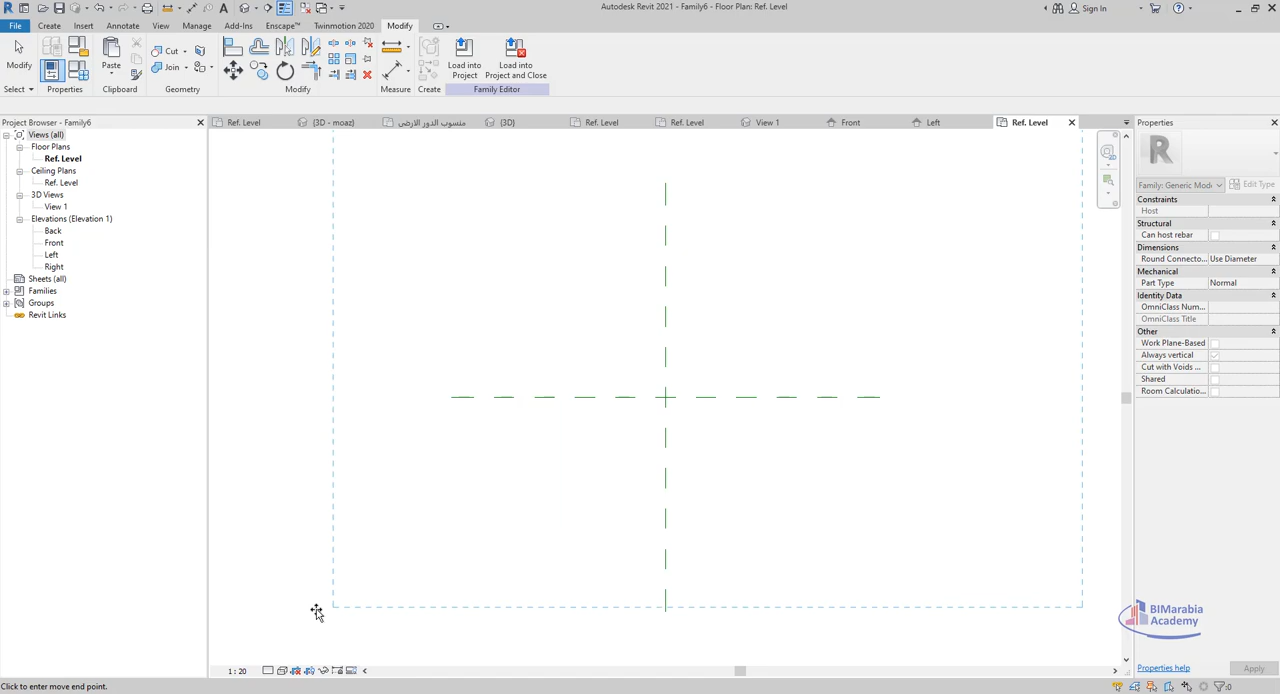 Autodesk Revit 2021 - Family6 - Floor Plan: Ref. Level
Sign In
File Create Insert Annotate View Manage Add-Ins Enscape™ Twinmotion 2020 Modify
Modify
Paste
Cut
Join
Load into
Project
Load into
Project and Close
Select Properties Clipboard Geometry Modify Measure Create Family Editor
Project Browser - Family6
Ref. Level
(3D - moaz)
منسوب الدور الارضى
(3D)
Ref. Level
Ref. Level
View 1
Front
Left
Ref. Level
Properties
Views (all)
Floor Plans
Ref. Level
Ceiling Plans
Ref. Level
3D Views
View 1
Elevations (Elevation 1)
Back
Front
Left
Right
Sheets (all)
Families
Groups
Revit Links
2D
Family: Generic Mode
Edit Type
Constraints
Host
Structural
Can host rebar
Dimensions
Round Connecto... Use Diameter
Mechanical
Part Type Normal
Identity Data
OmniClass Num...
OmniClass Title
Other
Work Plane-Based
Always vertical
Cut with Voids ...
Shared
Room Calculatio...
BIMarabia
Academy
Properties help
Apply
1 : 20
Click to enter move end point.
:0